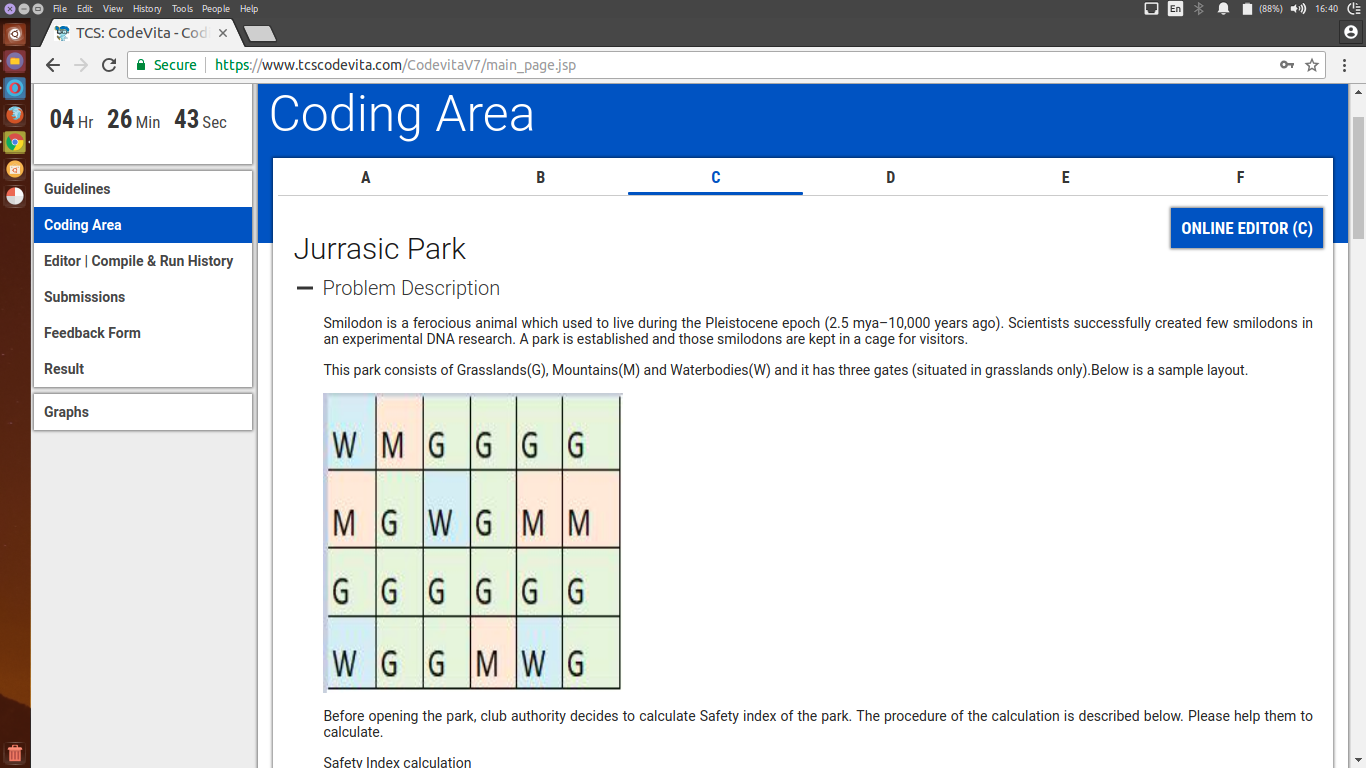 File Edit View History Tools People Help
En (88%) 16:40
TCS: CodeVita - Cod
Secure https://www.tcscodevita.com/CodevitaV7/main_page.jsp
04 Hr 26 Min 43 Sec
Guidelines
Coding Area
Editor | Compile & Run History
Submissions
Feedback Form
Result
Graphs
Coding Area
A B C D E F
ONLINE EDITOR (C)
Jurrasic Park
Problem Description
Smilodon is a ferocious animal which used to live during the Pleistocene epoch (2.5 mya–10,000 years ago). Scientists successfully created few smilodons in
an experimental DNA research. A park is established and those smilodons are kept in a cage for visitors.
This park consists of Grasslands(G), Mountains(M) and Waterbodies(W) and it has three gates (situated in grasslands only).Below is a sample layout.
W M G G G G
M G W G M M
G G G G G G
W G G M W G
Before opening the park, club authority decides to calculate Safety index of the park. The procedure of the calculation is described below. Please help them to
calculate.
Safety Index calculation